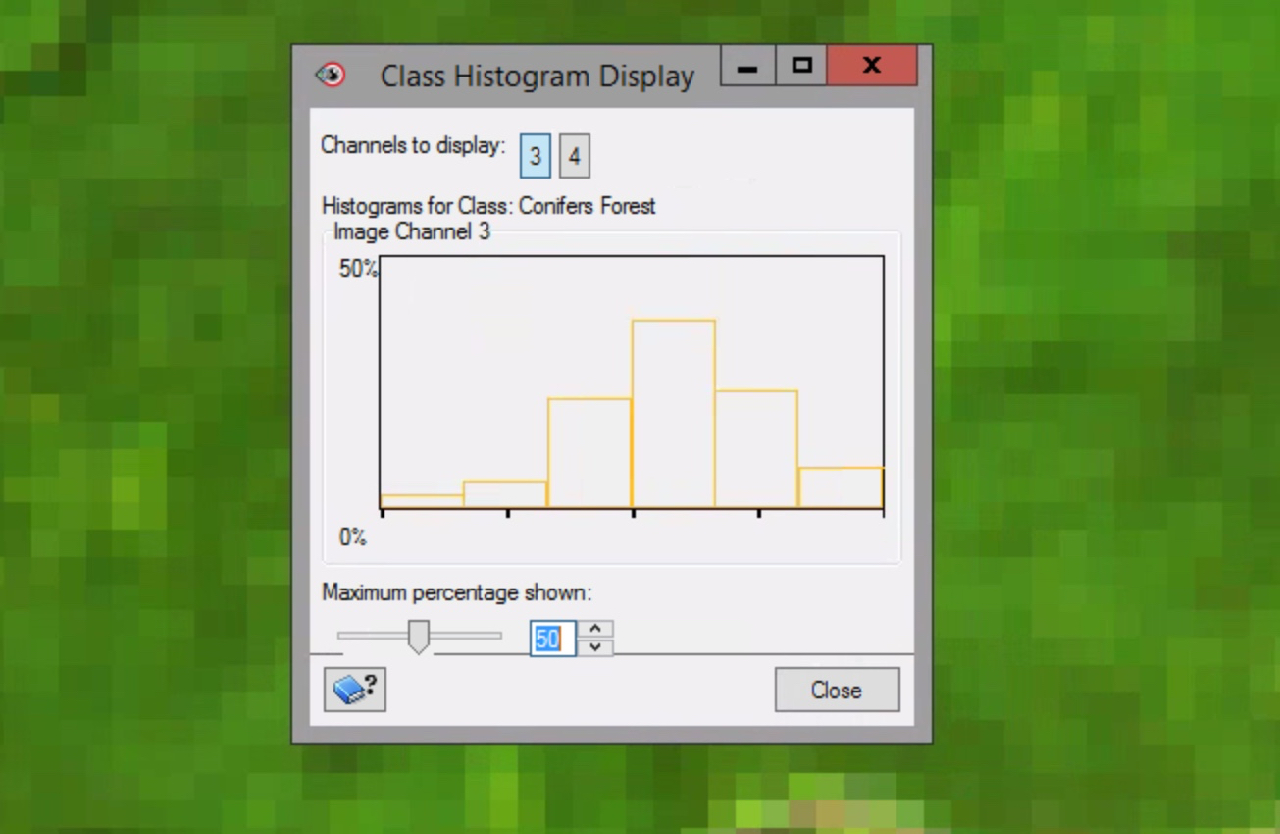 Class Histogram Display
Channels to display: 3 4
Histograms for Class: Conifers Forest
Image Channel 3
50%
0%
Maximum percentage shown:
50
?
Close